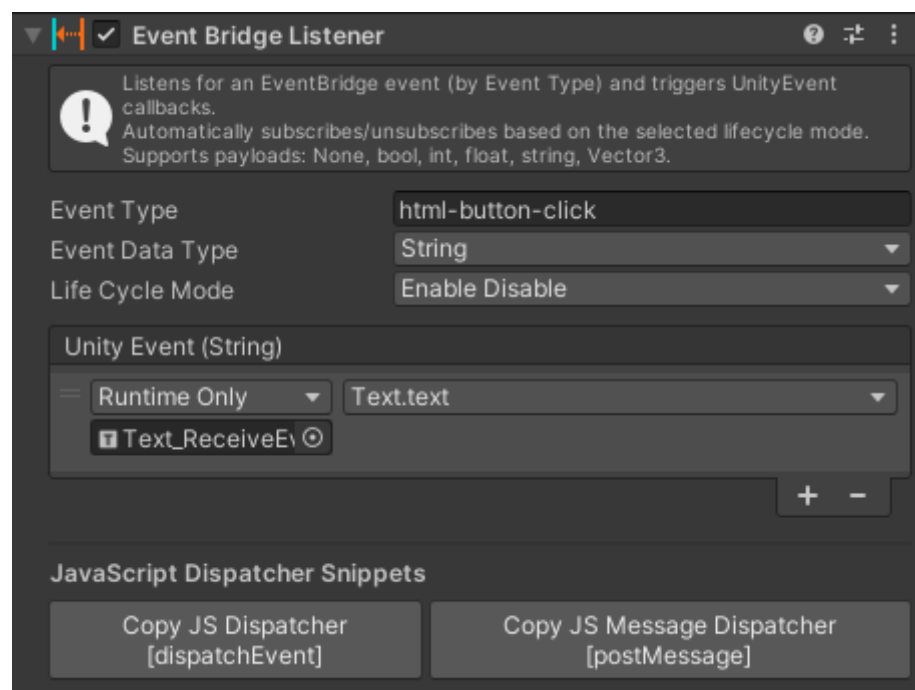 Event Bridge Listener
Listens for an EventBridge event (by Event Type) and triggers UnityEvent
callbacks.
Automatically subscribes/unsubscribes based on the selected lifecycle mode.
Supports payloads: None, bool, int, float, string, Vector3.
Event Type html-button-click
Event Data Type String
Life Cycle Mode Enable Disable
Unity Event (String)
Runtime Only Text.text
Text_ReceiveEv
JavaScript Dispatcher Snippets
Copy JS Dispatcher
[dispatchEvent]
Copy JS Message Dispatcher
[postMessage]